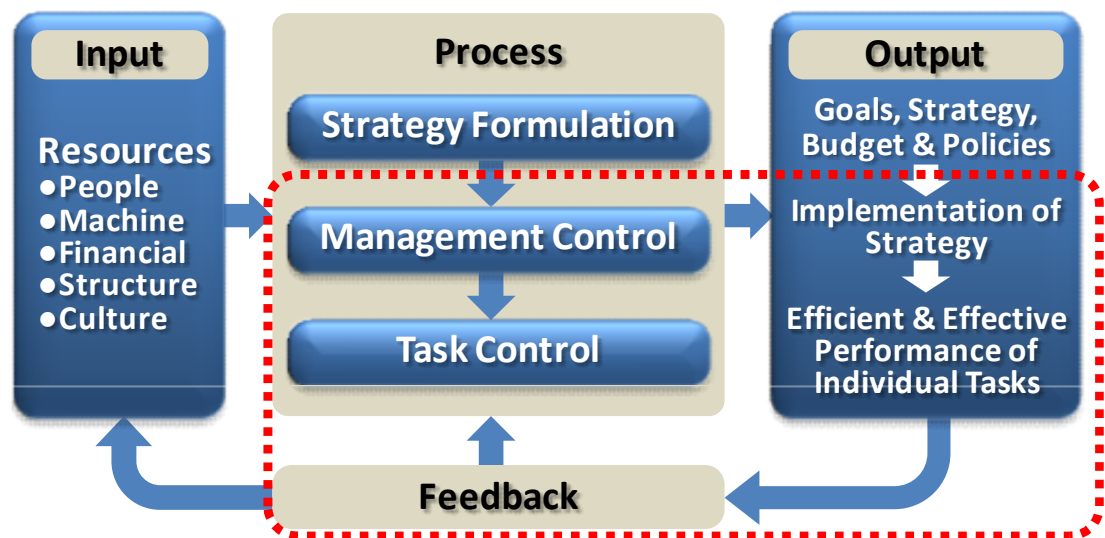 Input
Resources
●People
●Machine
●Financial
●Structure
●Culture
Process
Strategy Formulation
Management Control
Task Control
Output
Goals, Strategy,
Budget & Policies
Implementation of
Strategy
Efficient & Effective
Performance of
Individual Tasks
Feedback